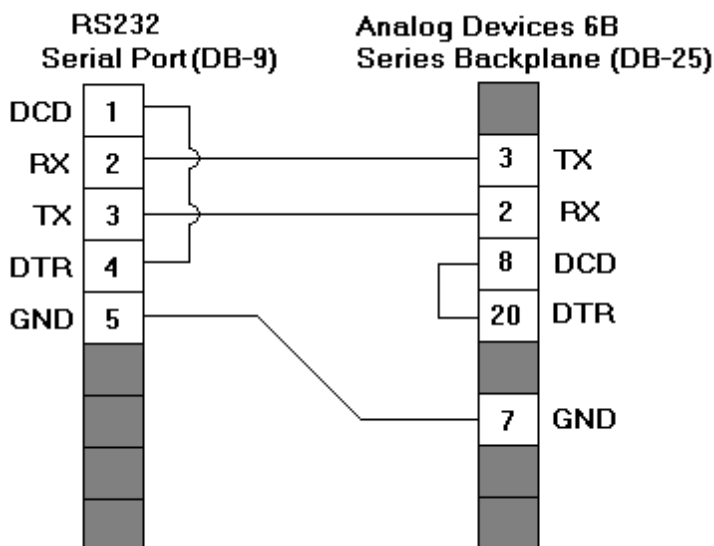 RS232
Serial Port (DB-9)
Analog Devices 6B
Series Backplane (DB-25)
DCD 1
RX 2
TX 3
DTR 4
GND 5
3 TX
2 RX
8 DCD
20 DTR
7 GND